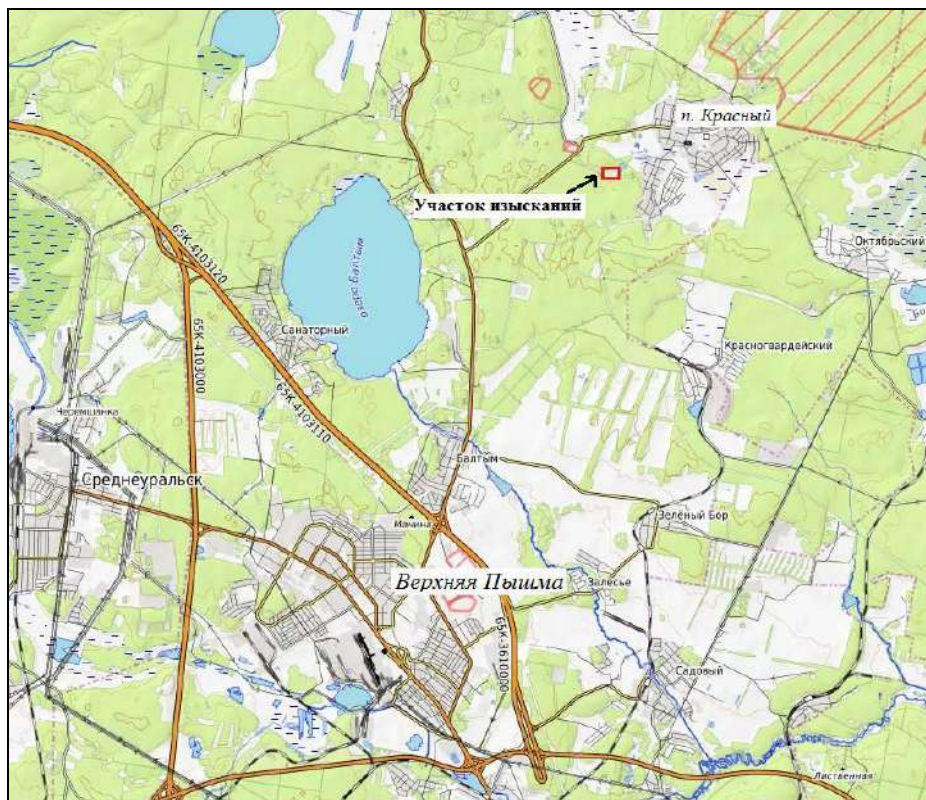 п. Красный
Участок изысканий
65К-4103120
озеро Балтым
Октябрьский
65К-4103000
Санаторный
Красногвардейский
65К-4103110
Черемшанка
Среднеуральск
Балтым
Мачина
Зелёный Бор
Верхняя Пышма
Залесье
65К-3610000
Садовый
Лиственная